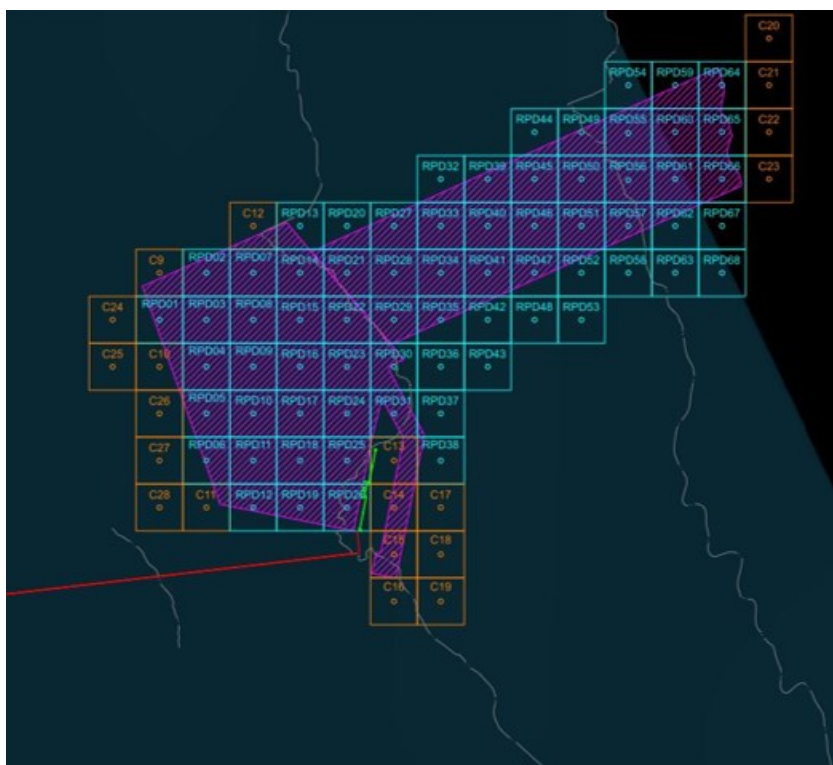 C20
RPD54 RPD59 RPD64 C21
RPD44 RPD49 RPD55 RPD60 RPD65 C22
RPD32 RPD39 RPD45 RPD50 RPD56 RPD61 RPD66 C23
C12 RPD13 RPD20 RPD27 RPD33 RPD40 RPD46 RPD51 RPD57 RPD62 RPD67
C9 RPD02 RPD07 RPD14 RPD21 RPD28 RPD34 RPD41 RPD47 RPD52 RPD58 RPD63 RPD68
C24 RPD01 RPD03 RPD08 RPD15 RPD22 RPD29 RPD35 RPD42 RPD48 RPD53
C25 C10 RPD04 RPD09 RPD16 RPD23 RPD30 RPD36 RPD43
C26 RPD05 RPD10 RPD17 RPD24 RPD31 RPD37
C27 RPD06 RPD11 RPD18 RPD25 C13 RPD38
C28 C11 RPD12 RPD19 RPD26 C14 C17
C15 C18
C16 C19